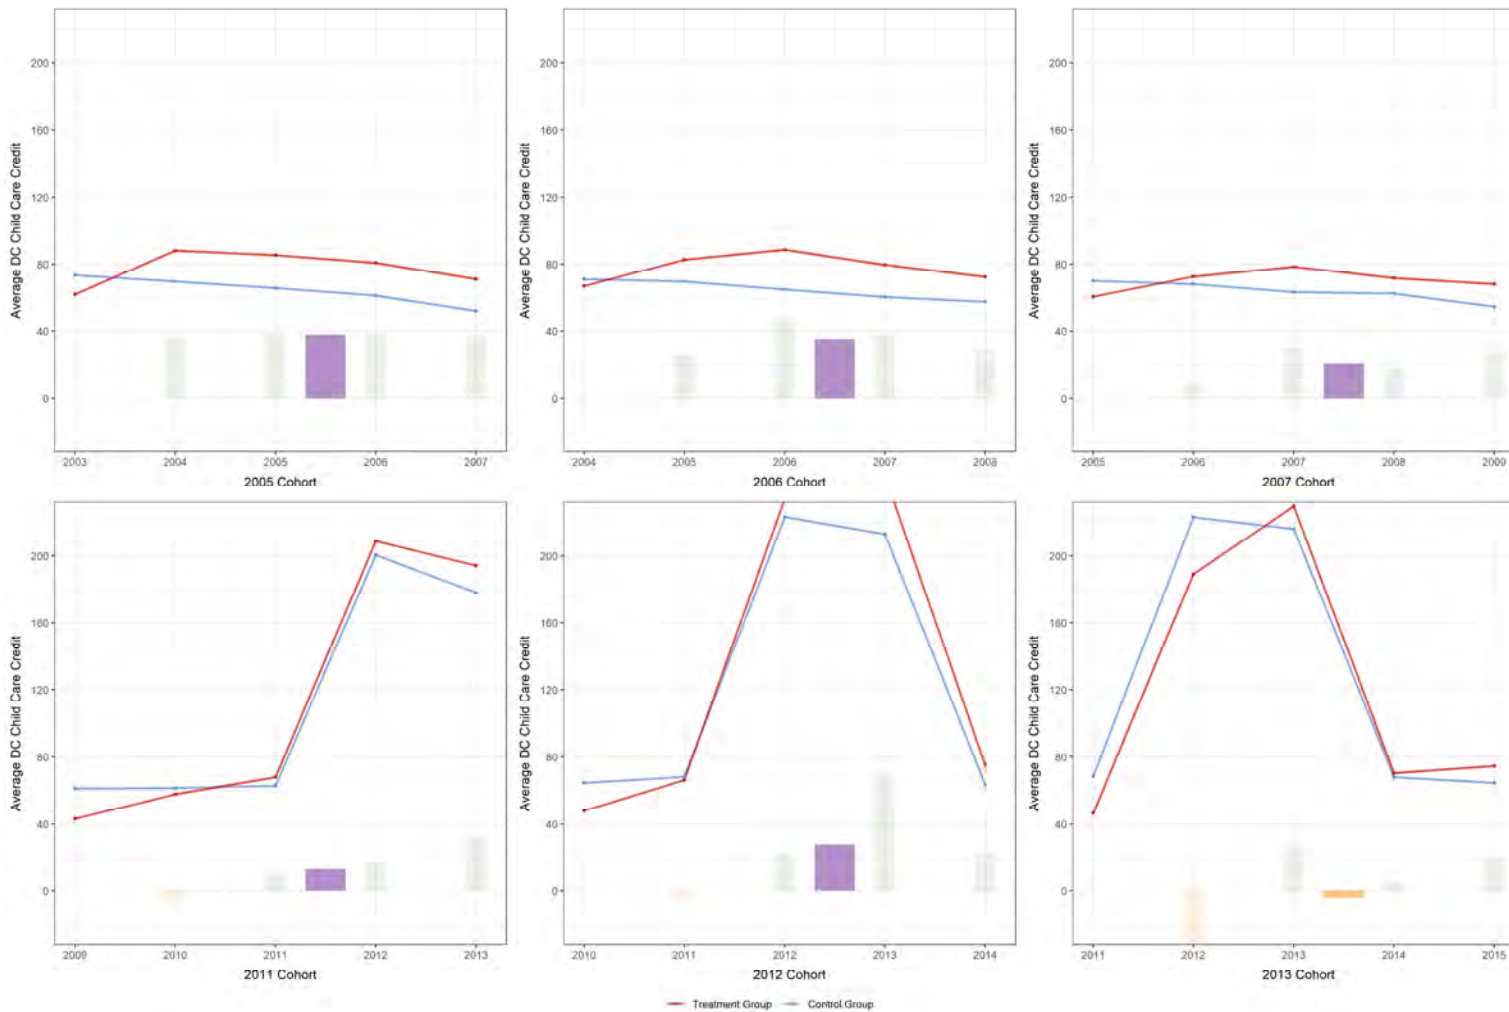 Average DC Child Care Credit
200
160
120
80
40
0
2003 2004 2005 2006 2007
2005 Cohort
Average DC Child Care Credit
200
160
120
80
40
0
2004 2005 2006 2007 2008
2006 Cohort
Average DC Child Care Credit
200
160
120
80
40
0
2005 2006 2007 2008 2009
2007 Cohort
Average DC Child Care Credit
200
160
120
80
40
0
2009 2010 2011 2012 2013
2011 Cohort
Average DC Child Care Credit
200
160
120
80
40
0
2010 2011 2012 2013 2014
2012 Cohort
Average DC Child Care Credit
200
160
120
80
40
0
2011 2012 2013 2014 2015
2013 Cohort
Treatment Group Control Group